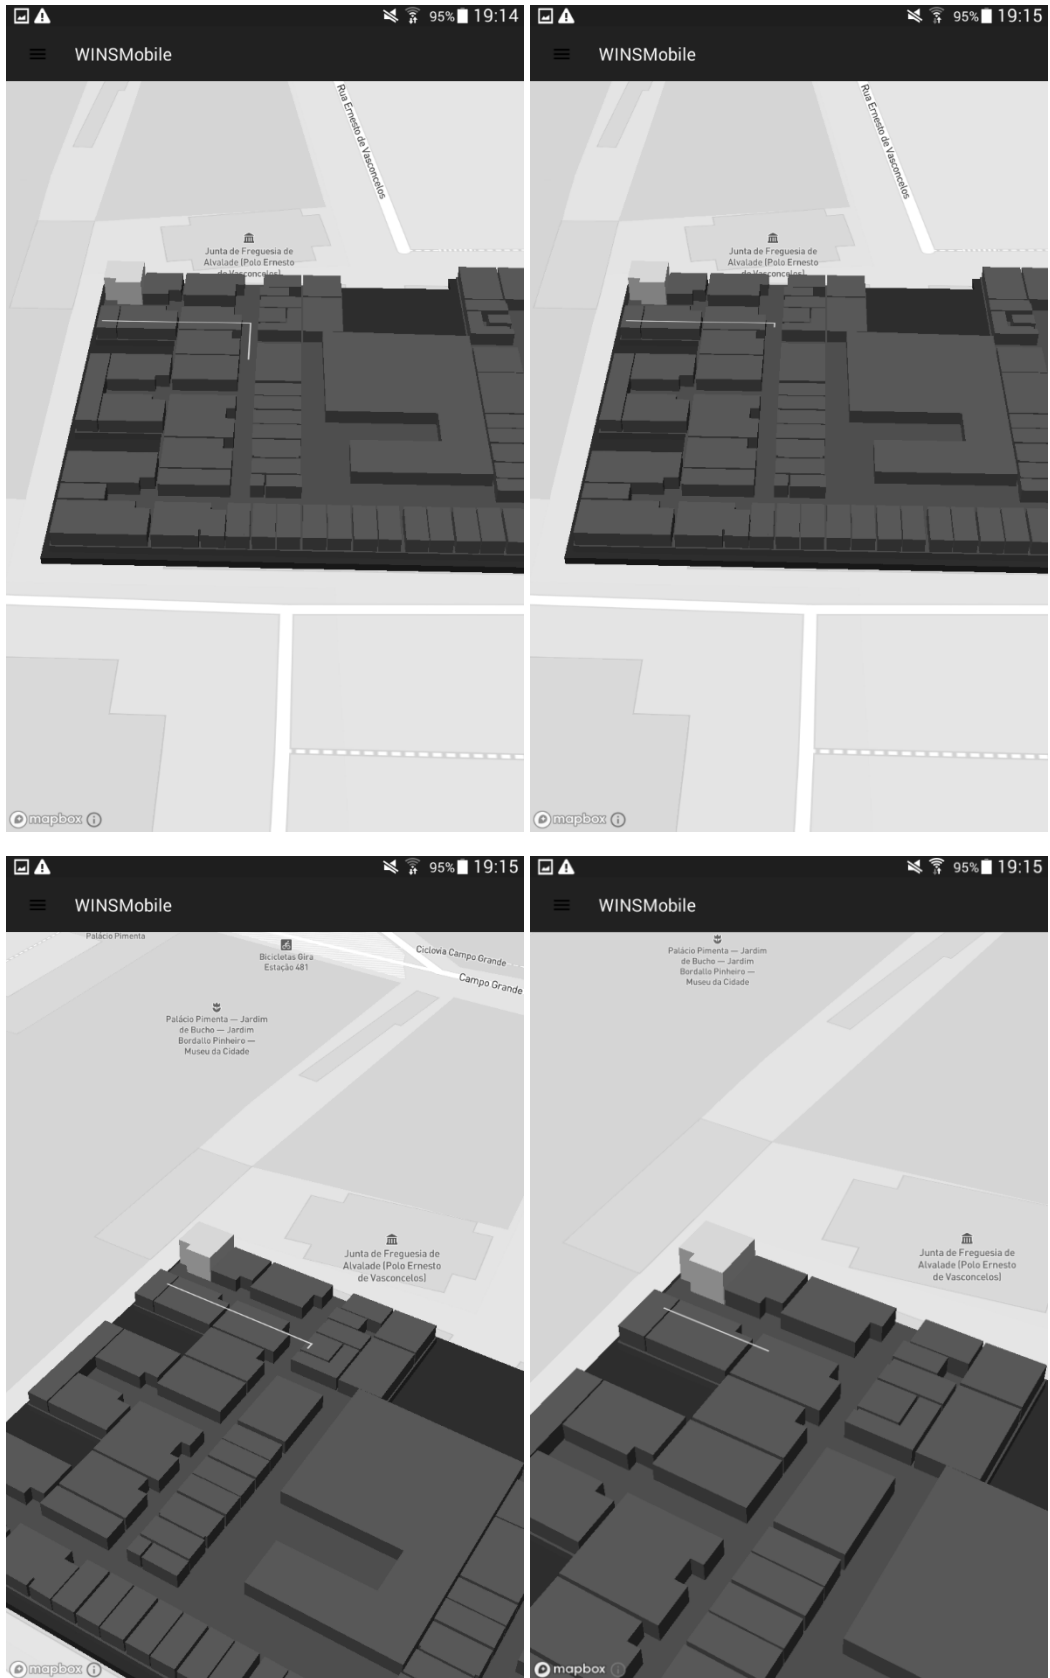 95% 19:14
WINSMobile
Rua Ernesto de Vasconcelos
Junta de Freguesia de
Alvalade (Polo Ernesto
de Vasconcelos)
mapbox
95% 19:15
WINSMobile
Rua Ernesto de Vasconcelos
Junta de Freguesia de
Alvalade (Polo Ernesto
de Vasconcelos)
mapbox
95% 19:15
WINSMobile
Palácio Pimenta
Bicicletas Gira
Estação 481
Ciclovia Campo Grande
Campo Grande
Palácio Pimenta — Jardim
de Bucho — Jardim
Bordallo Pinheiro —
Museu da Cidade
Junta de Freguesia de
Alvalade (Polo Ernesto
de Vasconcelos)
mapbox
95% 19:15
WINSMobile
Palácio Pimenta — Jardim
de Bucho — Jardim
Bordallo Pinheiro —
Museu da Cidade
Junta de Freguesia de
Alvalade (Polo Ernesto
de Vasconcelos)
mapbox